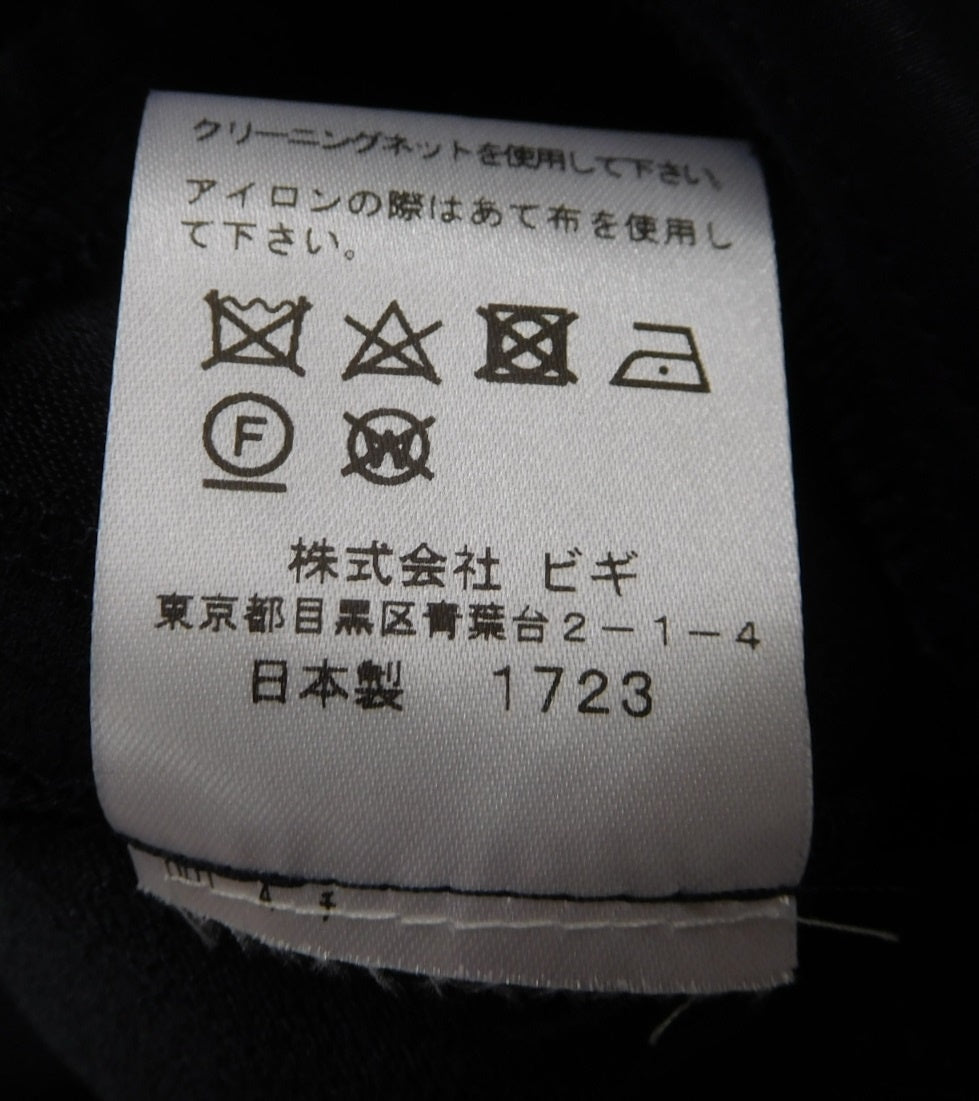 クリーニングネットを使用して下さい。
アイロンの際はあて布を使用し
て下さい。
F W
株式会社 ビギ
東京都目黒区青葉台2-1-4
日本製 1723